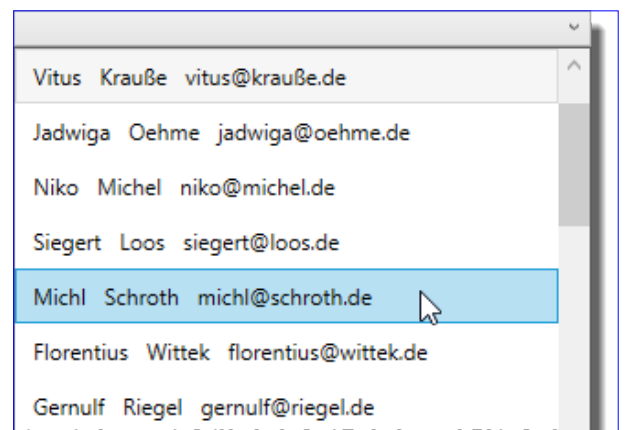 Vitus Krauße vitus@krauße.de
Jadwiga Oehme jadwiga@oehme.de
Niko Michel niko@michel.de
Siegert Loos siegert@loos.de
Michl Schroth michl@schroth.de
Florentius Wittek florentius@wittek.de
Gernulf Riegel gernulf@riegel.de